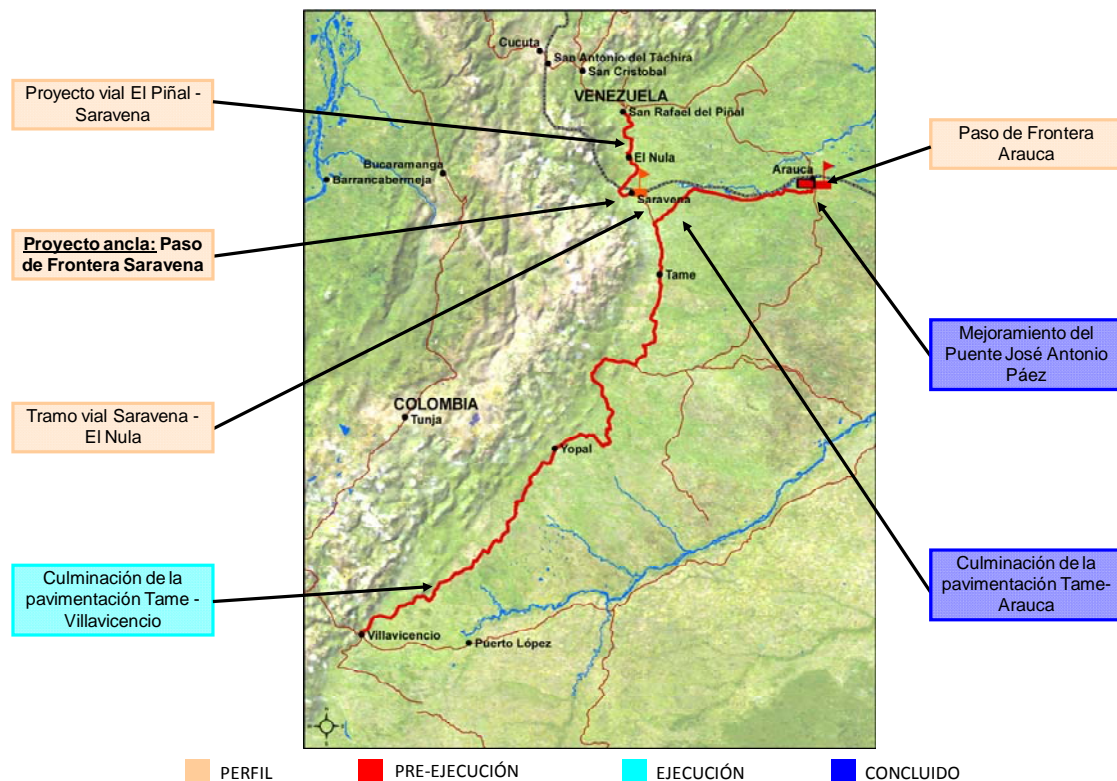 Proyecto vial El Piñal -
Saravena
Proyecto ancla: Paso
de Frontera Saravena
Tramo vial Saravena -
El Nula
Culminación de la
pavimentación Tame -
Villavicencio
Cucuta
San Antonio del Táchira
San Cristobal
VENEZUELA
San Rafael del Piñal
El Nula
Bucaramanga
Barrancabermeja
Arauca
Saravena
Tame
COLOMBIA
Tunja
Yopal
Villavicencio
Puerto López
Paso de Frontera
Arauca
Mejoramiento del
Puente José Antonio
Páez
Culminación de la
pavimentación Tame-
Arauca
PERFIL
PRE-EJECUCIÓN
EJECUCIÓN
CONCLUIDO